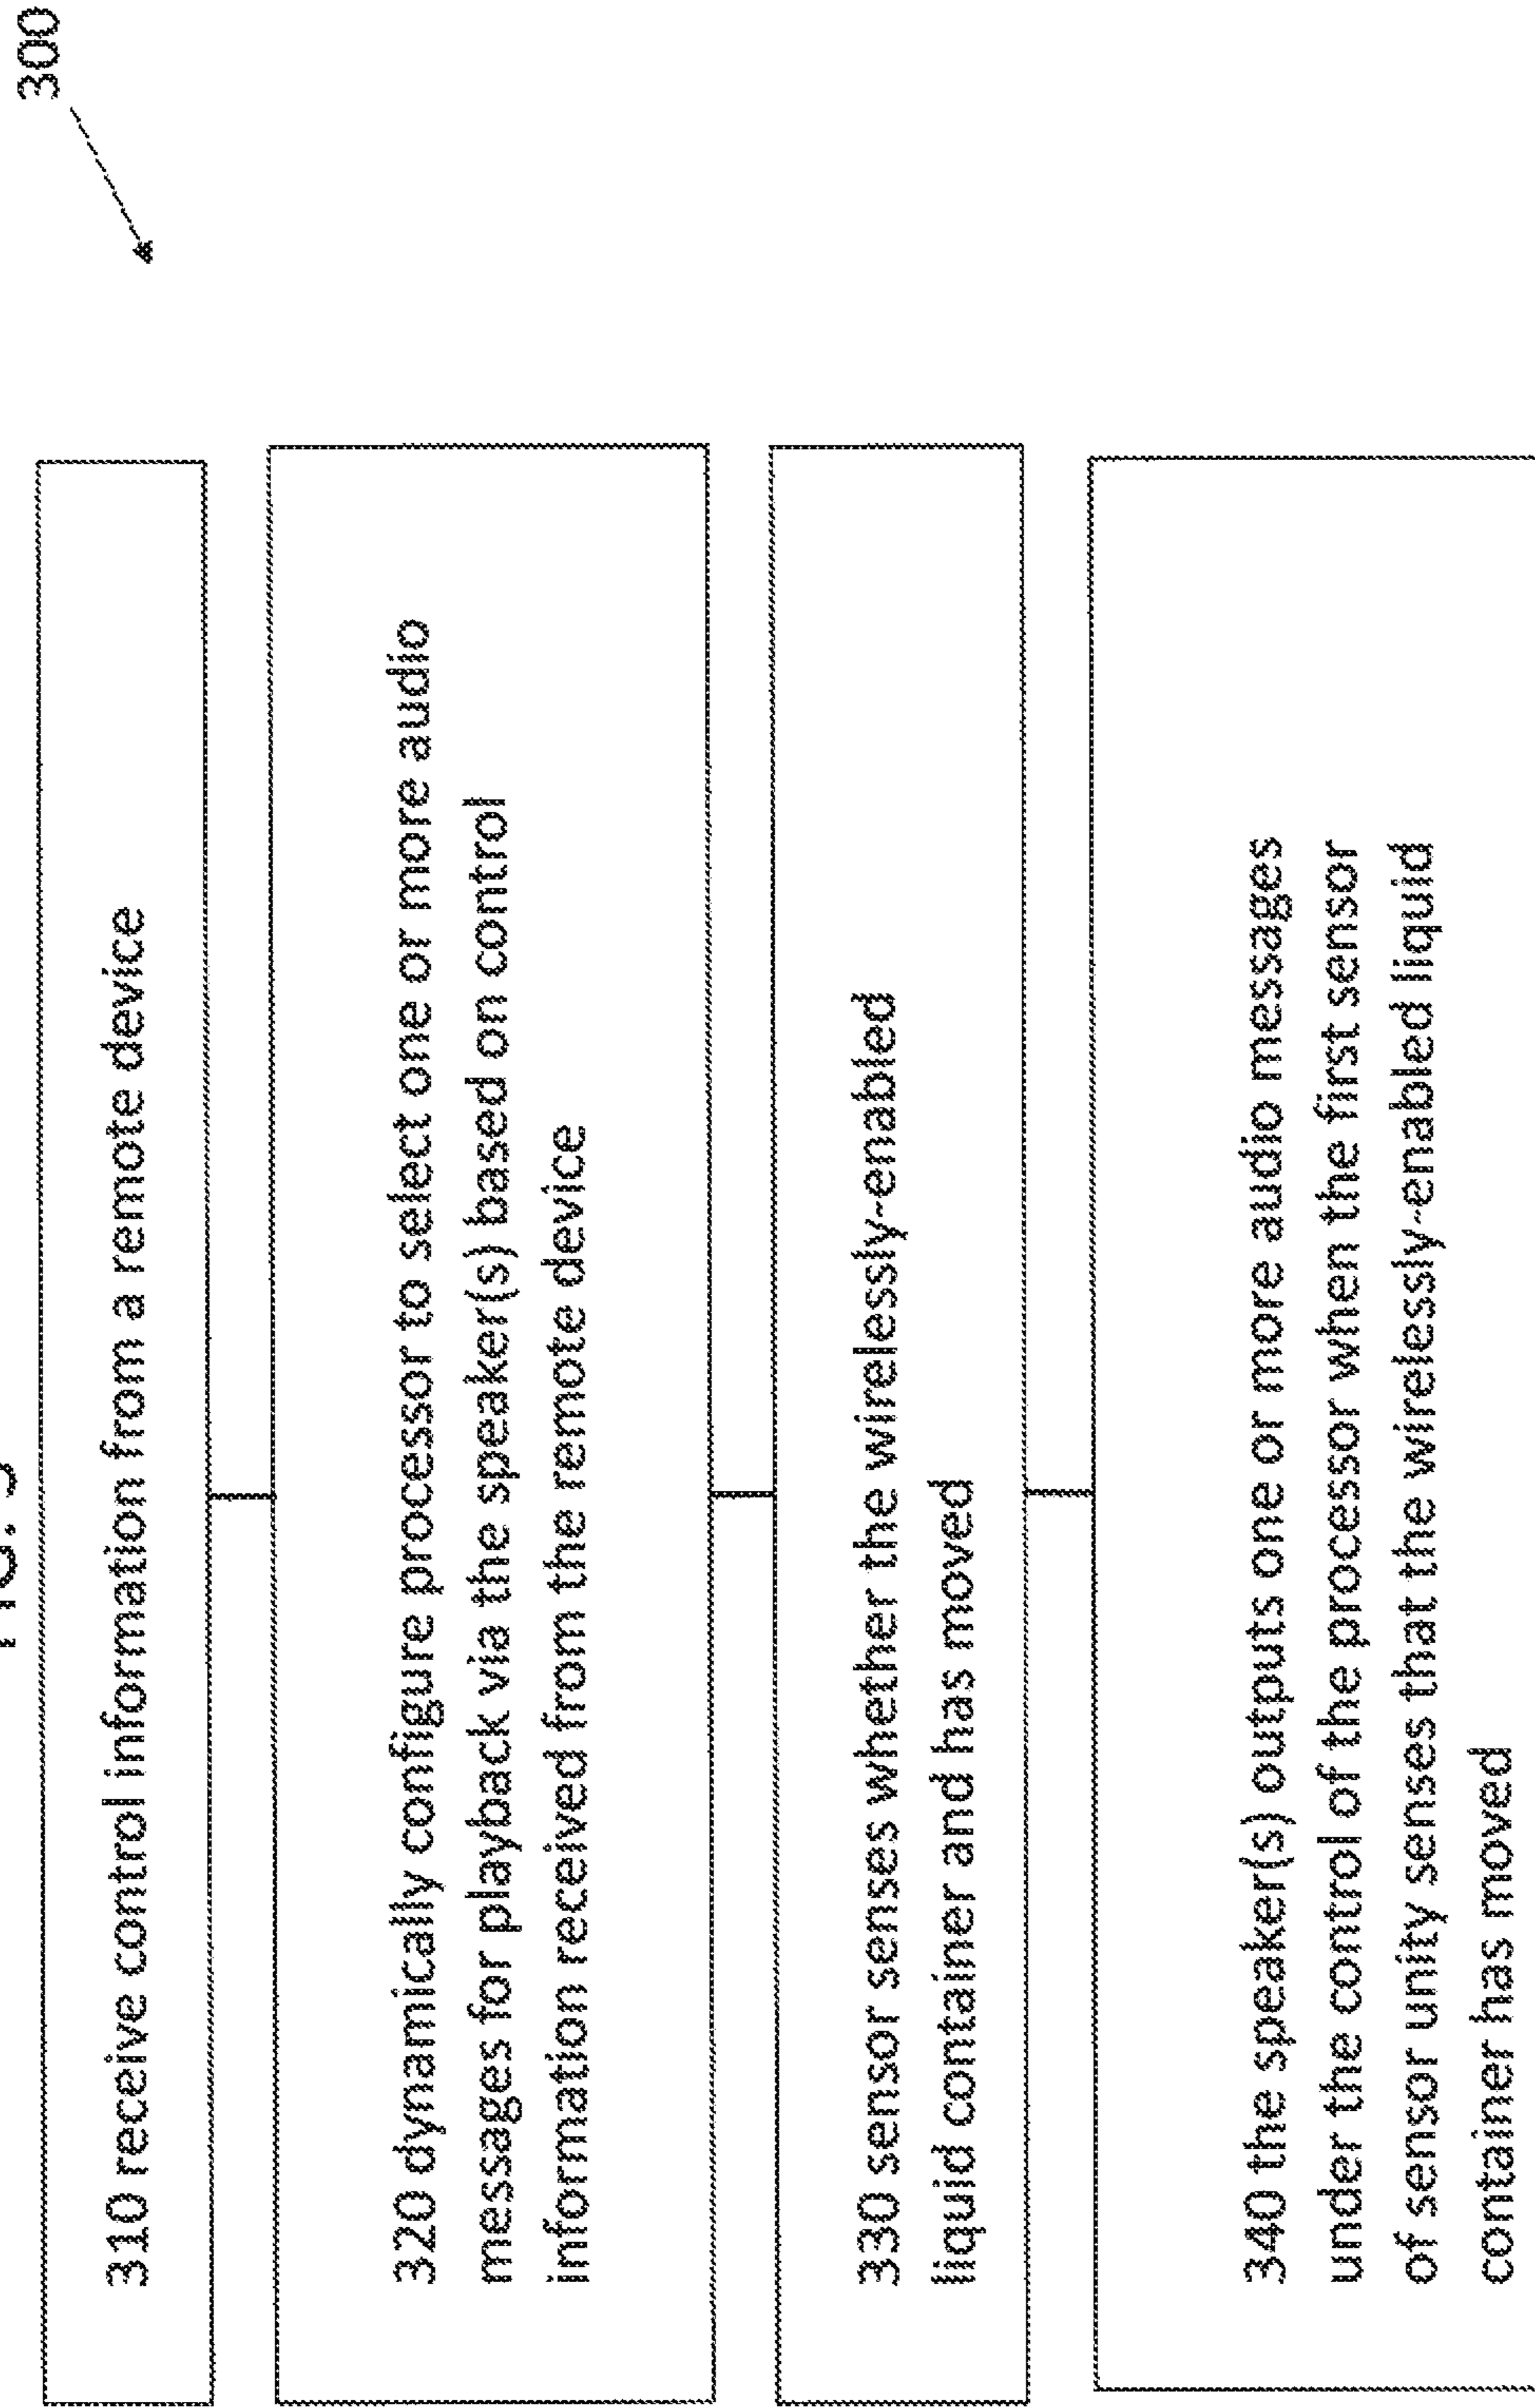 300
310 receive control information from a remote device
320 dynamically configure processor to select one or more audio
messages for playback via the speaker(s) based on control
information received from the remote device
330 sensor senses whether the wirelessly-enabled
liquid container and has moved
340 the speaker(s) outputs one or more audio messages
under the control of the processor when the first sensor
of sensor unity senses that the wirelessly-enabled liquid
container has moved